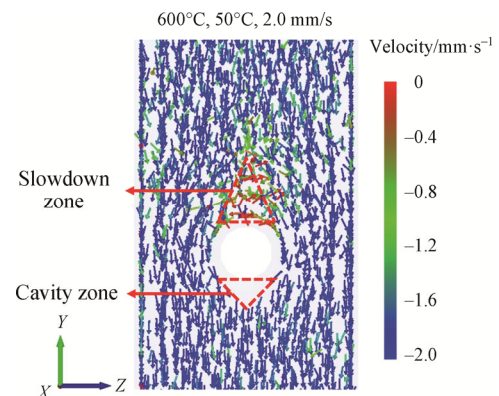 600°C, 50°C, 2.0 mm/s
Velocity/mm·s⁻¹
0
–0.4
–0.8
–1.2
–1.6
–2.0
Slowdown
zone
Cavity zone
Y
X
Z